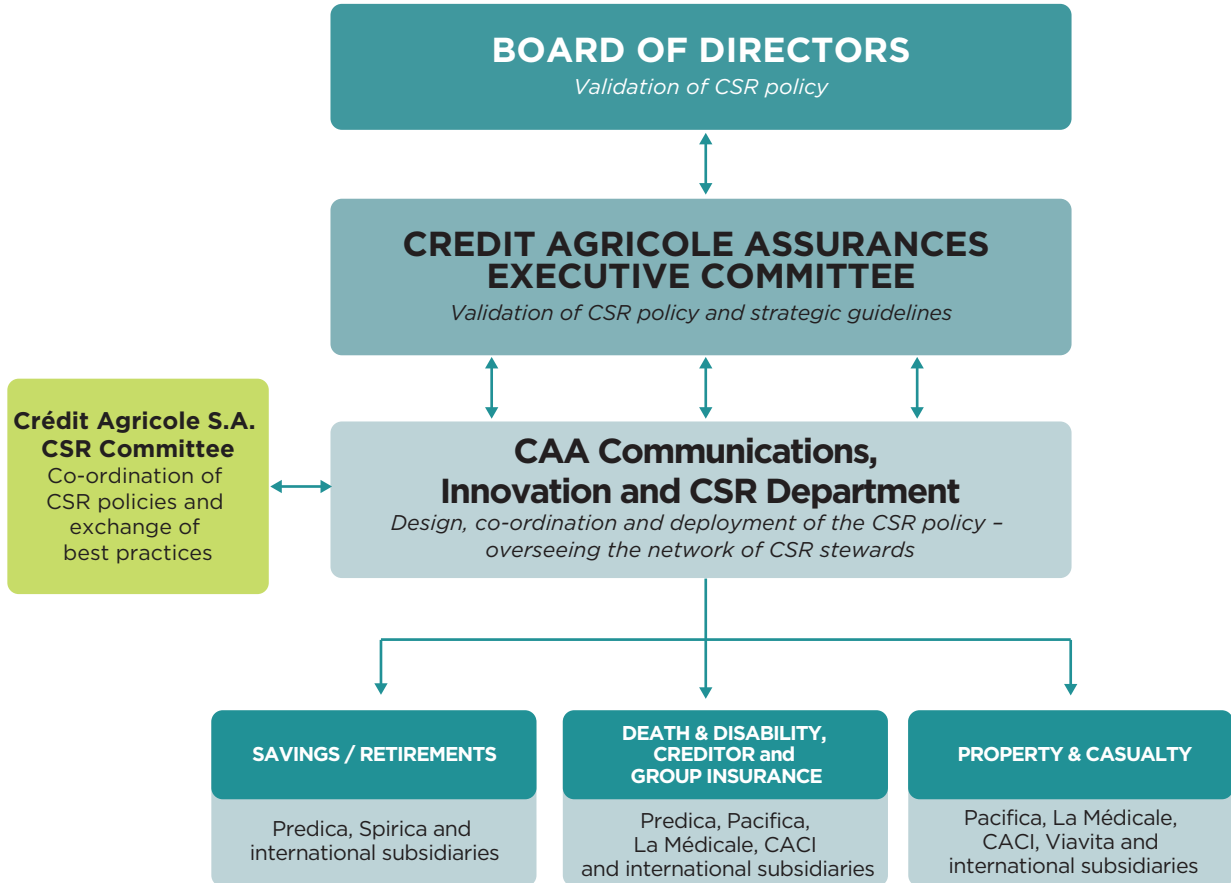 BOARD OF DIRECTORS
Validation of CSR policy
CREDIT AGRICOLE ASSURANCES
EXECUTIVE COMMITTEE
Validation of CSR policy and strategic guidelines
Crédit Agricole S.A.
CSR Committee
Co-ordination of
CSR policies and
exchange of
best practices
CAA Communications,
Innovation and CSR Department
Design, co-ordination and deployment of the CSR policy –
overseeing the network of CSR stewards
SAVINGS / RETIREMENTS
Predica, Spirica and
international subsidiaries
DEATH & DISABILITY,
CREDITOR and
GROUP INSURANCE
Predica, Pacifica,
La Médicale, CACI
and international subsidiaries
PROPERTY & CASUALTY
Pacifica, La Médicale,
CACI, Viavita and
international subsidiaries